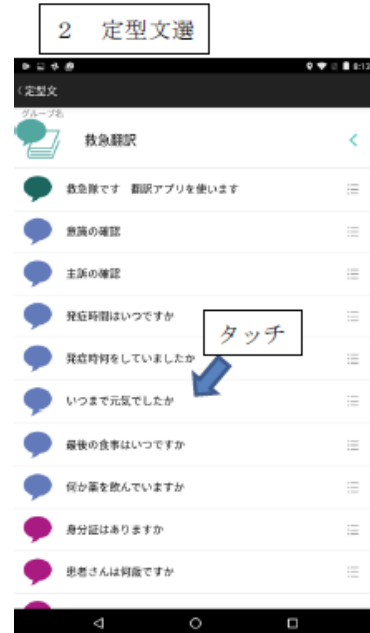 ２　定型文選
8:13
定型文
グループ名
救急翻訳
救急隊です　翻訳アプリを使います
意識の確認
主訴の確認
発症時間はいつですか
タッチ
発症時何をしていましたか
いつまで元気でしたか
最後の食事はいつですか
何か薬を飲んでいますか
身分証はありますか
患者さんは何歳ですか